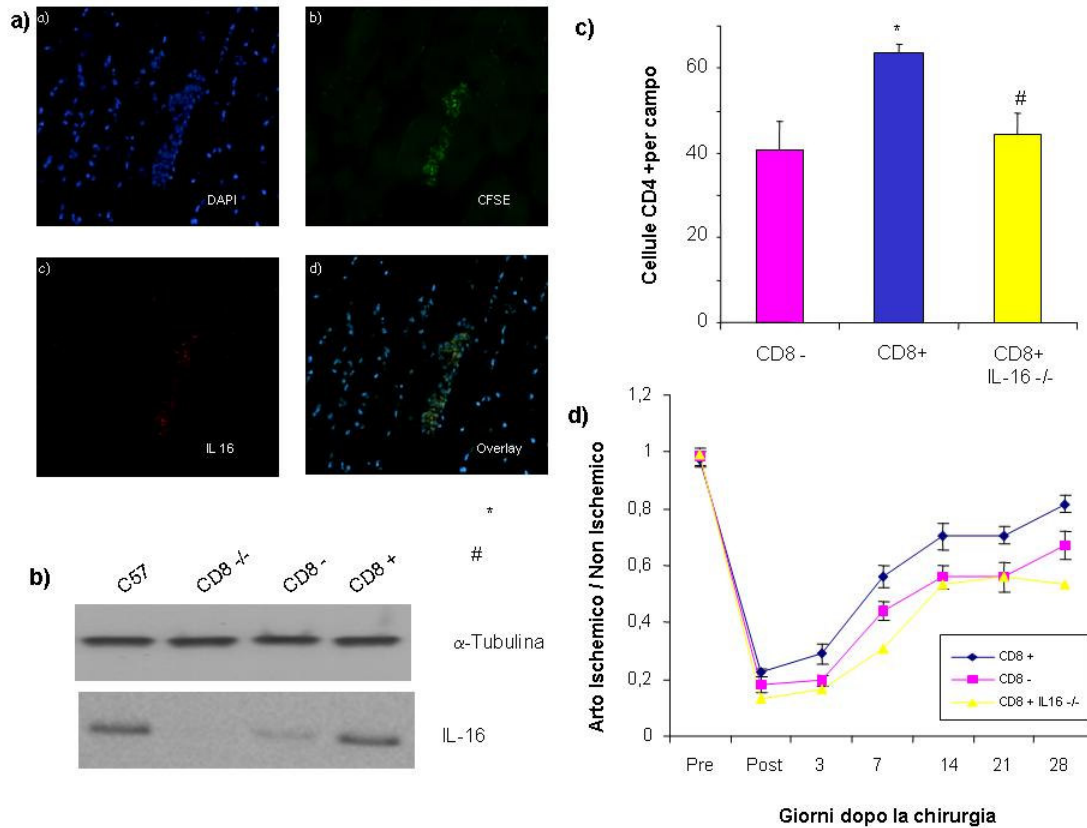 a)
a)
DAPI
b)
CFSE
c)
IL 16
d)
Overlay
*
#
b)
C57
CD8 -/-
CD8 -
CD8 +
α-Tubulina
IL-16
c)
Cellule CD4 +per campo
60
40
20
0
*
#
CD8 -
CD8+
CD8+
IL-16 -/-
d)
Arto Ischemico / Non Ischemico
1,2
1
0,8
0,6
0,4
0,2
0
Pre
Post
3
7
14
21
28
CD8 +
CD8 -
CD8 + IL16 -/-
Giorni dopo la chirurgia